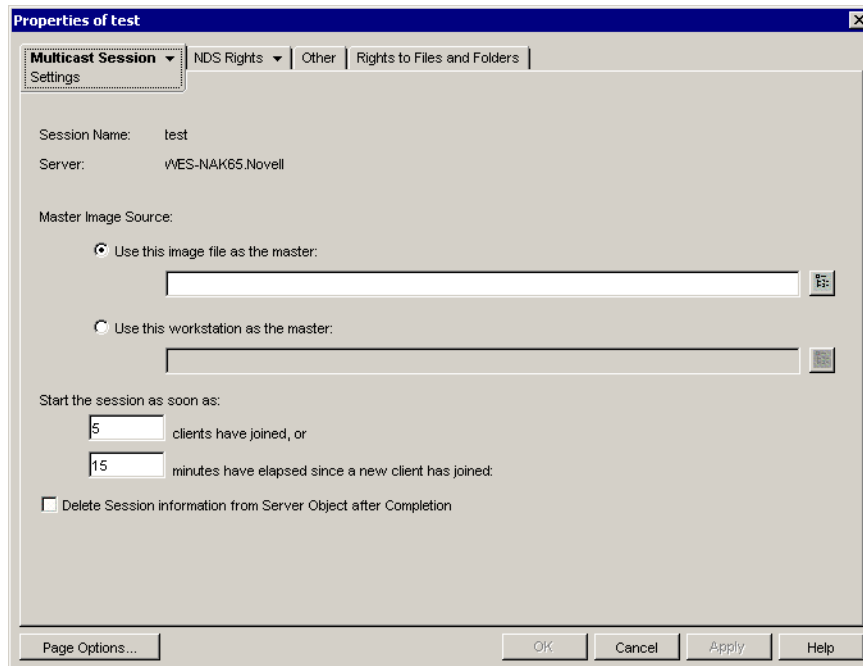 Properties of test
Multicast Session NDS Rights Other Rights to Files and Folders
Settings
Session Name: test
Server: WES-NAK65.Novell
Master Image Source:
Use this image file as the master:
Use this workstation as the master:
Start the session as soon as:
5 clients have joined, or
15 minutes have elapsed since a new client has joined:
Delete Session information from Server Object after Completion
Page Options... OK Cancel Apply Help